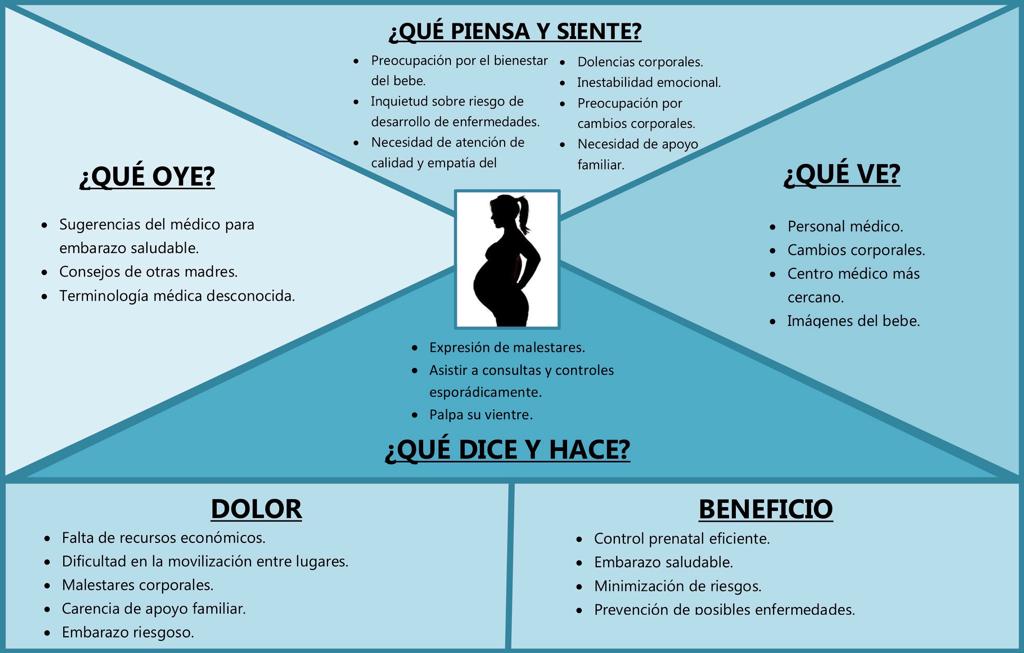 ¿QUÉ PIENSA Y SIENTE?
• Preocupación por el bienestar
del bebe.
• Inquietud sobre riesgo de
desarrollo de enfermedades.
• Necesidad de atención de
calidad y empatía del
• Dolencias corporales.
• Inestabilidad emocional.
• Preocupación por
cambios corporales.
• Necesidad de apoyo
familiar.
¿QUÉ OYE?
• Sugerencias del médico para
embarazo saludable.
• Consejos de otras madres.
• Terminología médica desconocida.
¿QUÉ VE?
• Personal médico.
• Cambios corporales.
• Centro médico más
cercano.
• Imágenes del bebe.
• Expresión de malestares.
• Asistir a consultas y controles
esporádicamente.
• Palpa su vientre.
¿QUÉ DICE Y HACE?
DOLOR
• Falta de recursos económicos.
• Dificultad en la movilización entre lugares.
• Malestares corporales.
• Carencia de apoyo familiar.
• Embarazo riesgoso.
BENEFICIO
• Control prenatal eficiente.
• Embarazo saludable.
• Minimización de riesgos.
• Prevención de posibles enfermedades.